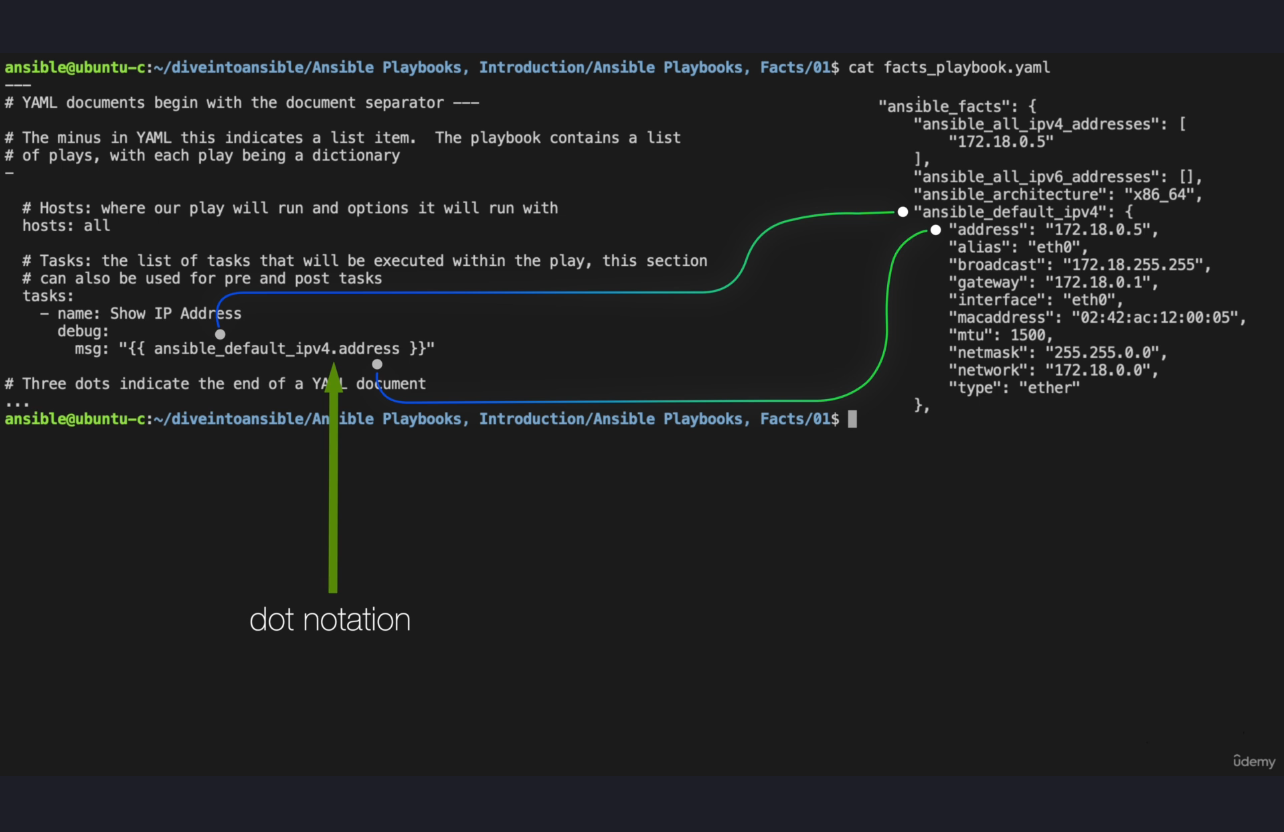 ansible@ubuntu-c:~/diveintoansible/Ansible Playbooks, Introduction/Ansible Playbooks, Facts/01$ cat facts_playbook.yaml
---
# YAML documents begin with the document separator ---
# The minus in YAML this indicates a list item.  The playbook contains a list
# of plays, with each play being a dictionary
-
# Hosts: where our play will run and options it will run with
hosts: all
# Tasks: the list of tasks that will be executed within the play, this section
# can also be used for pre and post tasks
tasks:
- name: Show IP Address
debug:
msg: "{{ ansible_default_ipv4.address }}"
# Three dots indicate the end of a YAML document
...
ansible@ubuntu-c:~/diveintoansible/Ansible Playbooks, Introduction/Ansible Playbooks, Facts/01$
"ansible_facts": {
"ansible_all_ipv4_addresses": [
"172.18.0.5"
],
"ansible_all_ipv6_addresses": [],
"ansible_architecture": "x86_64",
"ansible_default_ipv4": {
"address": "172.18.0.5",
"alias": "eth0",
"broadcast": "172.18.255.255",
"gateway": "172.18.0.1",
"interface": "eth0",
"macaddress": "02:42:ac:12:00:05",
"mtu": 1500,
"netmask": "255.255.0.0",
"network": "172.18.0.0",
"type": "ether"
},
dot notation
ûdemy